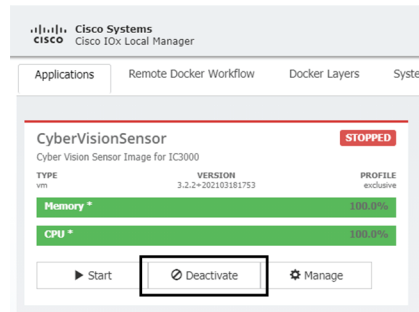 CISCO
Cisco Systems
Cisco IOx Local Manager
Applications
Remote Docker Workflow
Docker Layers
Syste
CyberVisionSensor
STOPPED
Cyber Vision Sensor Image for IC3000
TYPE
VERSION
PROFILE
vm
3.2.2+202103181753
exclusive
Memory *
100.0%
CPU *
100.0%
Start
Deactivate
Manage